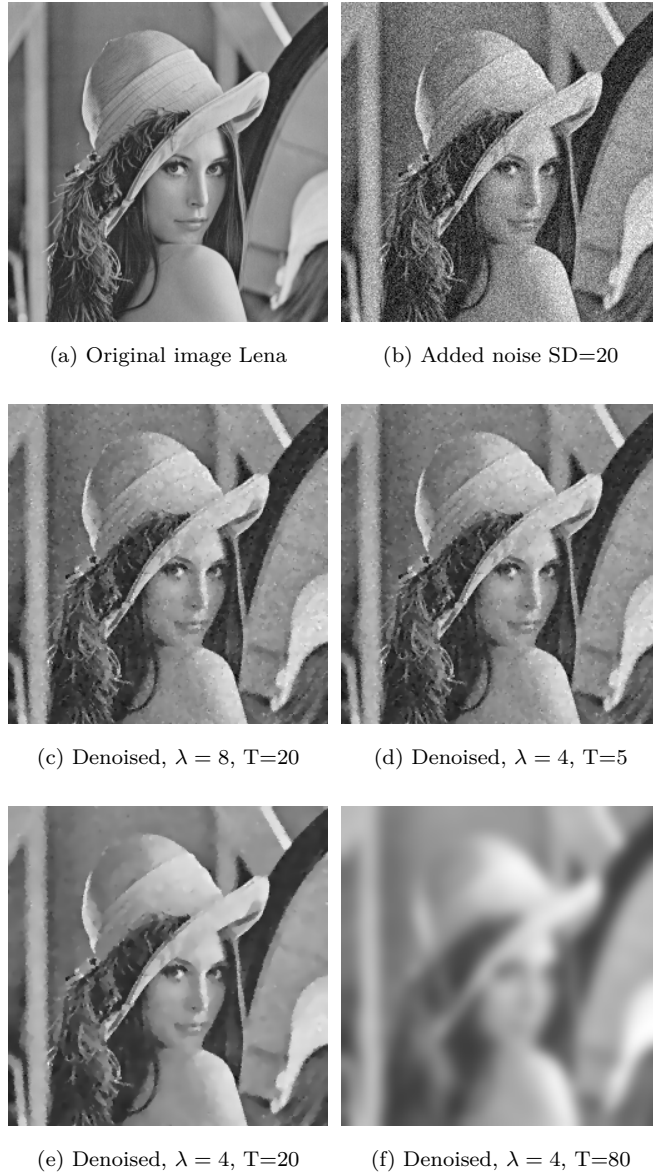 (a) Original image Lena
(b) Added noise SD=20
(c) Denoised, λ = 8, T=20
(d) Denoised, λ = 4, T=5
(e) Denoised, λ = 4, T=20
(f) Denoised, λ = 4, T=80